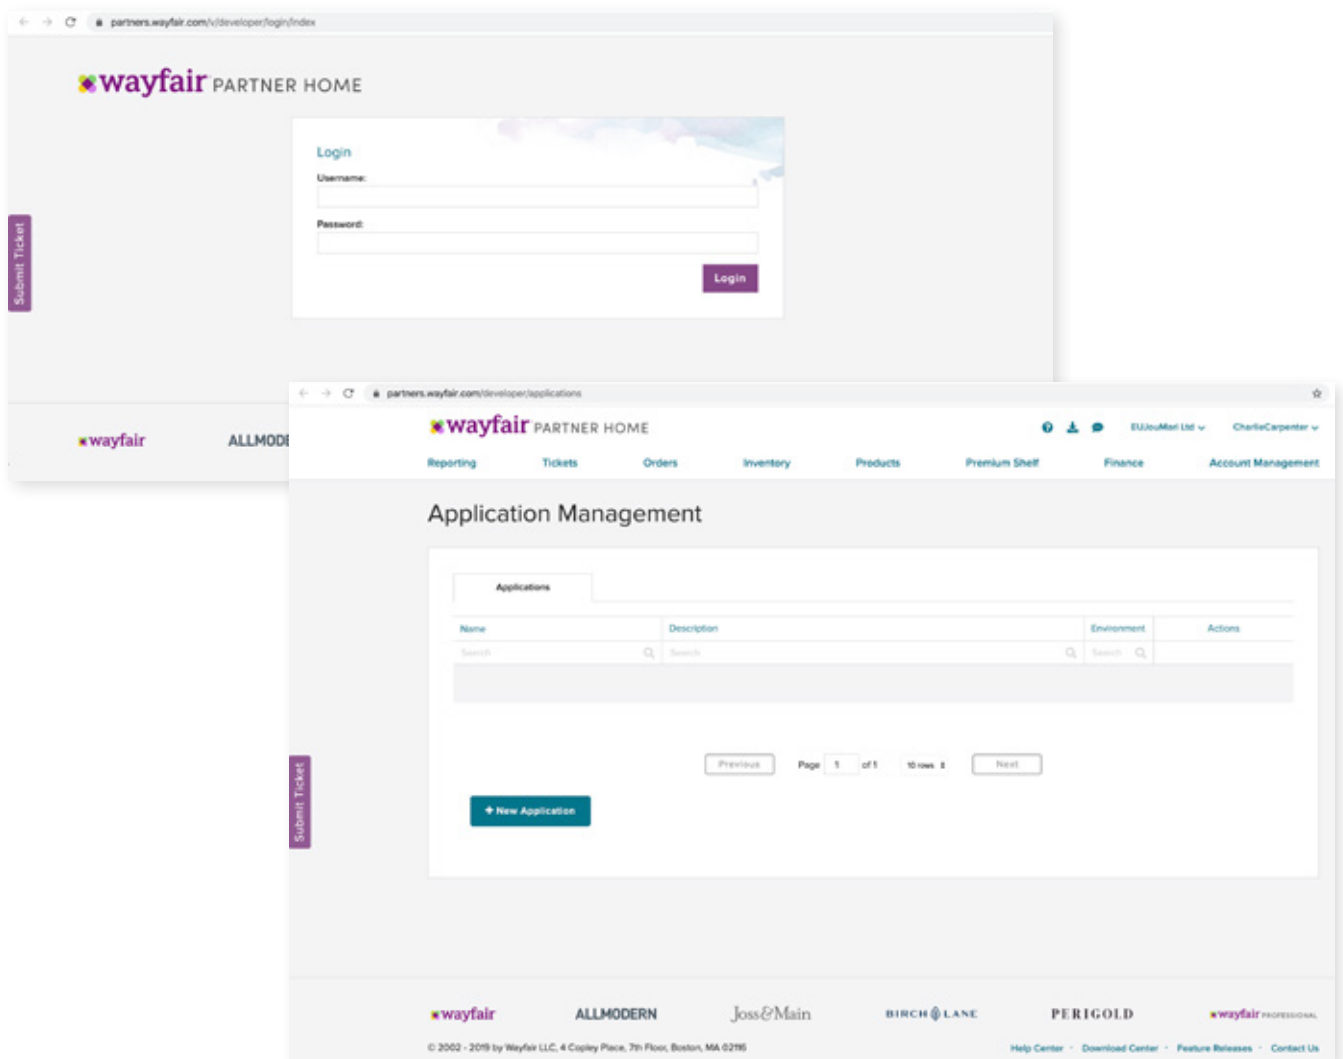 partners.wayfair.com/v/developer/login/index
wayfair PARTNER HOME
Login
Username:
Password:
Login
Submit Ticket
wayfair ALLMODE
partners.wayfair.com/developer/applications
wayfair PARTNER HOME
EUJouMari Ltd CharlieCarpenter
Reporting Tickets Orders Inventory Products Premium Shelf Finance Account Management
Application Management
Applications
Name Description Environment Actions
Search Search Search
Previous Page 1 of 1 10 rows Next
+ New Application
Submit Ticket
wayfair ALLMODERN Joss&Main BIRCH LANE PERIGOLD wayfair PROFESSIONAL
© 2002 - 2019 by Wayfair LLC, 4 Copley Place, 7th Floor, Boston, MA 02116 Help Center · Download Center · Feature Releases · Contact Us